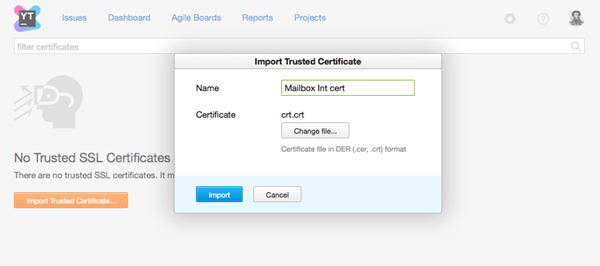 YT
Issues Dashboard Agile Boards Reports Projects
filter certificates
Import Trusted Certificate
Name Mailbox Int cert
Certificate crt.crt
Change file...
Certificate file in DER (.cer, .crt) format
No Trusted SSL Certificates
There are no trusted SSL certificates. It m
Import Trusted Certificate...
Import Cancel